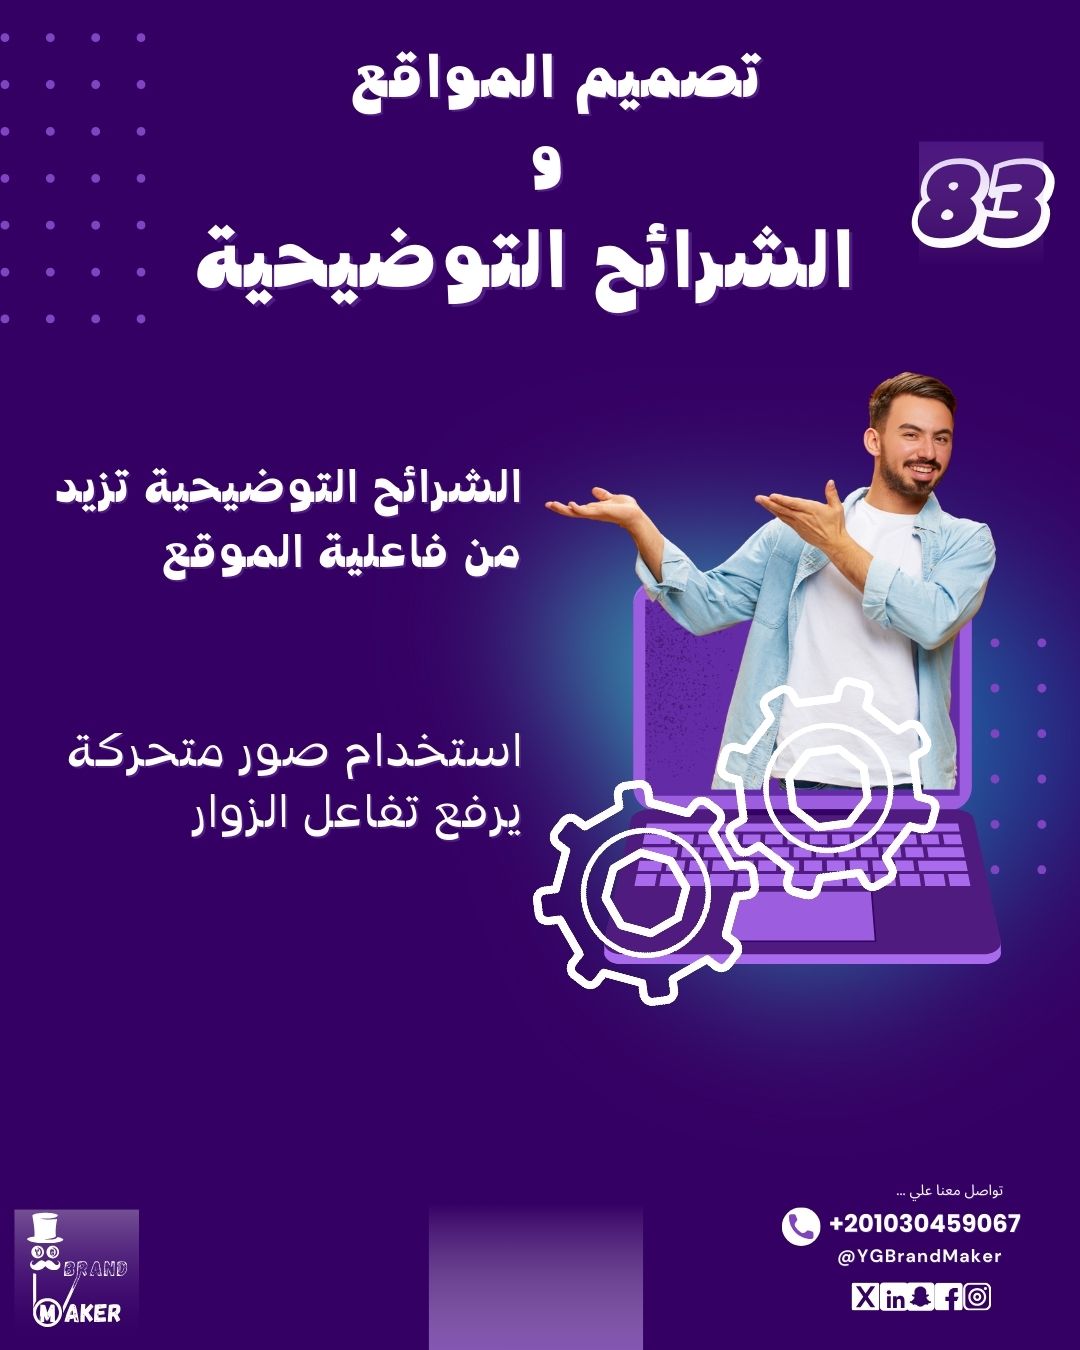 تصميم المواقع
و
الشرائح التوضيحية
83
الشرائح التوضيحية تزيد
من فاعلية الموقع
استخدام صور متحركة
يرفع تفاعل الزوار
تواصل معنا علي ...
+201030459067
@YGBrandMaker
BRAND
MAKER